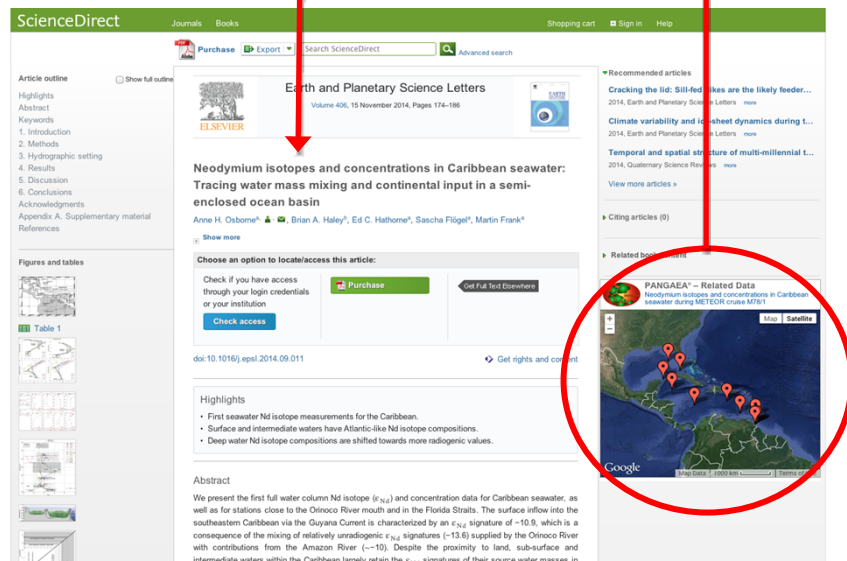 ScienceDirect
Journals Books
Shopping cart Sign in Help
Purchase Export Search ScienceDirect Advanced search
Article outline Show full outline
Highlights
Abstract
Keywords
1. Introduction
2. Methods
3. Hydrographic setting
4. Results
5. Discussion
6. Conclusions
Acknowledgments
Appendix A. Supplementary material
References
Figures and tables
Table 1
ELSEVIER
Earth and Planetary Science Letters
Volume 406, 15 November 2014, Pages 174–186
EARTH
Neodymium isotopes and concentrations in Caribbean seawater:
Tracing water mass mixing and continental input in a semi-
enclosed ocean basin
Anne H. Osborne a, Brian A. Haley b, Ed C. Hathorne a, Sascha Flögel a, Martin Frank a
Show more
Choose an option to locate/access this article:
Check if you have access
through your login credentials
or your institution
Check access
Purchase
Get Full Text Elsewhere
doi:10.1016/j.epsl.2014.09.011
Get rights and content
Highlights
• First seawater Nd isotope measurements for the Caribbean.
• Surface and intermediate waters have Atlantic-like Nd isotope compositions.
• Deep water Nd isotope compositions are shifted towards more radiogenic values.
Abstract
We present the first full water column Nd isotope (εNd) and concentration data for Caribbean seawater, as
well as for stations close to the Orinoco River mouth and in the Florida Straits. The surface inflow into the
southeastern Caribbean via the Guyana Current is characterized by an εNd signature of −10.9, which is a
consequence of the mixing of relatively unradiogenic εNd signatures (−13.6) supplied by the Orinoco River
with contributions from the Amazon River (~−10). Despite the proximity to land, sub-surface and
intermediate waters within the Caribbean largely retain the εNd signatures of their source water masses in
Recommended articles
Cracking the lid: Sill-fed dikes are the likely feeder...
2014, Earth and Planetary Science Letters more
Climate variability and ice-sheet dynamics during t...
2014, Earth and Planetary Science Letters more
Temporal and spatial structure of multi-millennial t...
2014, Quaternary Science Reviews more
View more articles »
Citing articles (0)
Related book content
PANGAEA® – Related Data
Neodymium isotopes and concentrations in Caribbean
seawater during METEOR cruise M78/1
+
−
Map Satellite
Google
Map Data 1000 km Terms of Use